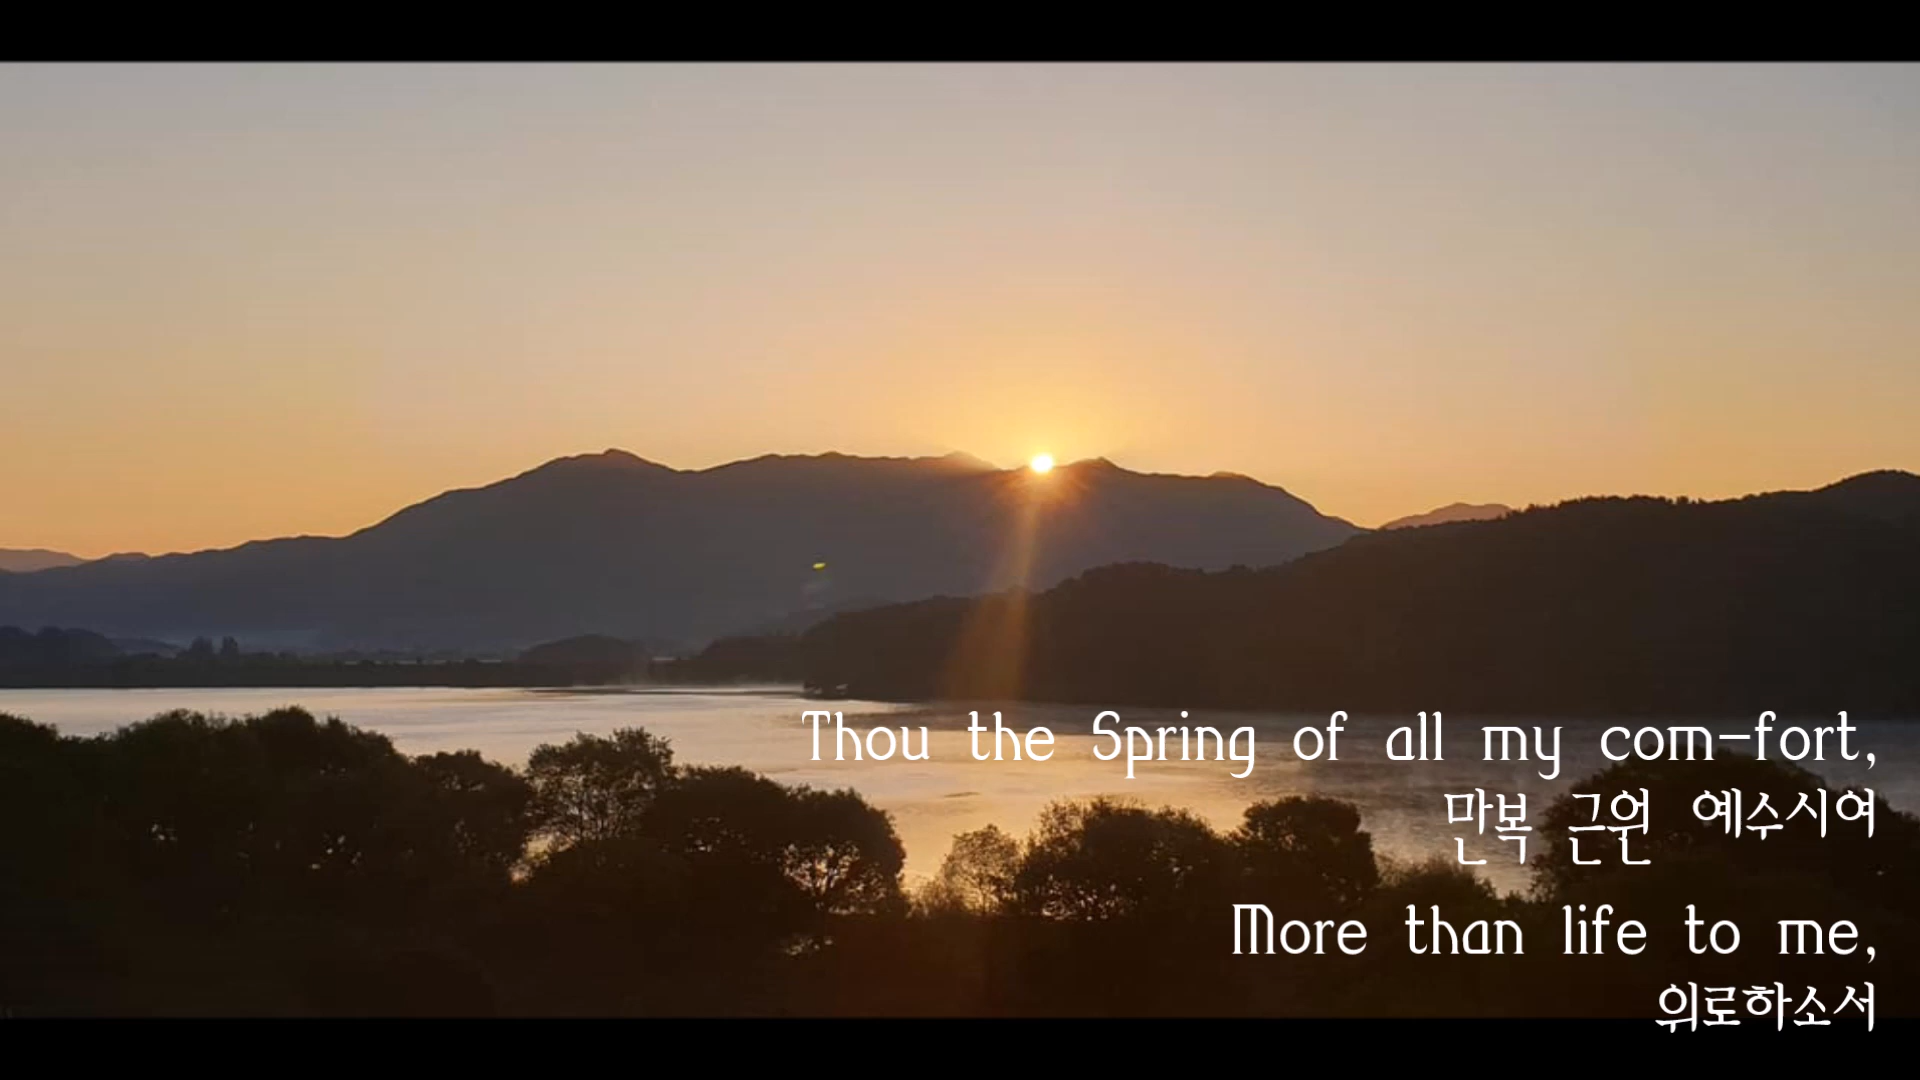 Thou the Spring of all my com-fort,
만복 근원 예수시여
More than life to me,
위로하소서